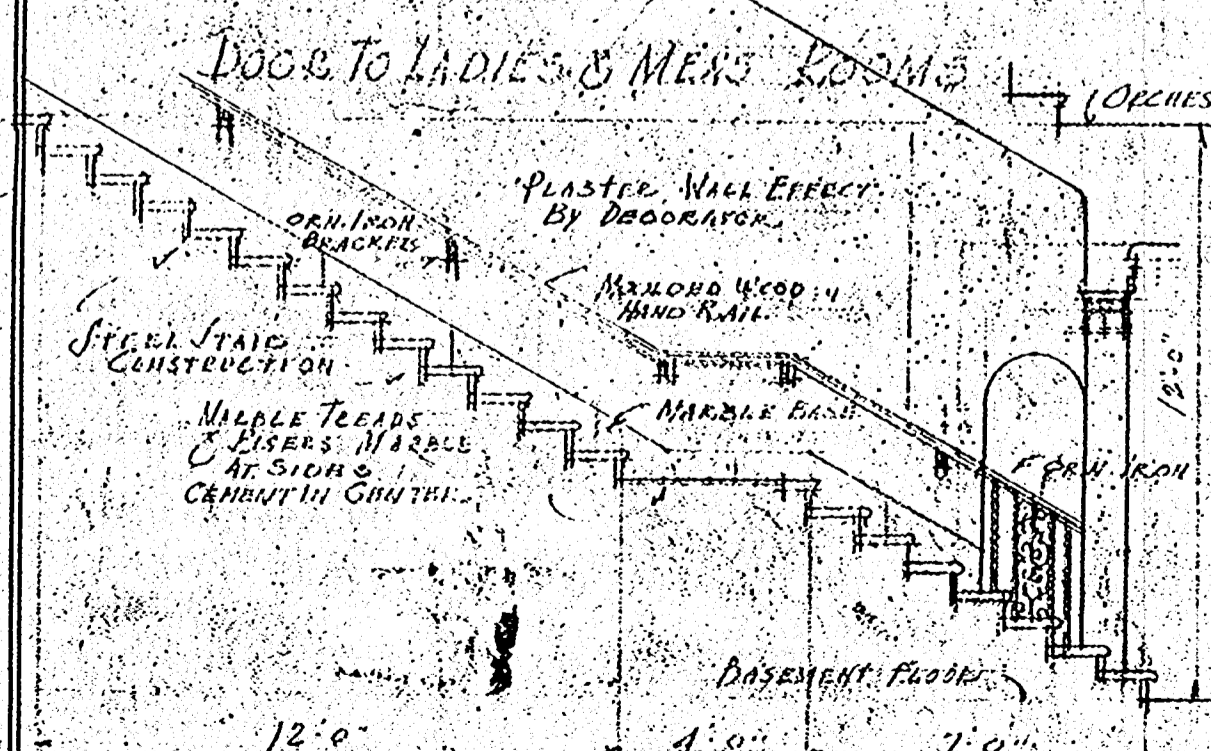 DOOR TO LADIES & MENS ROOMS
ORCHES
PLASTER WALL EFFECT
BY DECORATOR
ORN. IRON
BRACKETS
WOOD
HAND RAIL
STEEL STAIR
CONSTRUCTION
MARBLE BASE
MARBLE TREADS
& RISERS MARBLE
AT SIDES
CEMENT IN CENTER
ORN. IRON
12'-0"
BASEMENT FLOOR
12'-0"
4'-0"
7'-0"